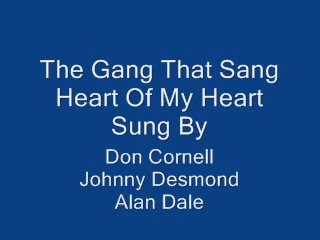 The Gang That Sang
Heart Of My Heart
Sung By
Don Cornell
Johnny Desmond
Alan Dale